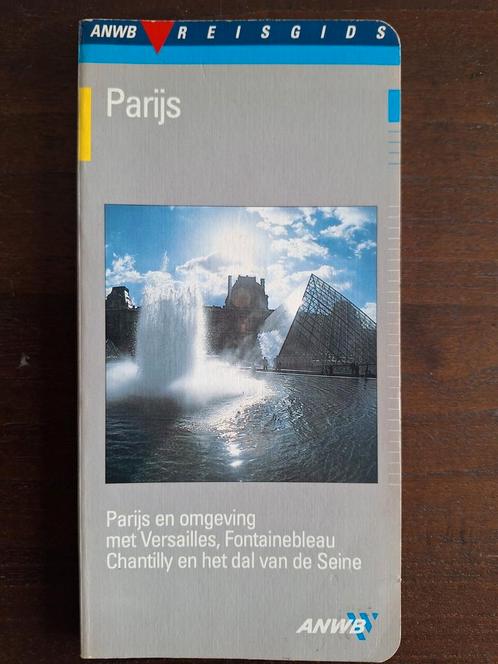 ANWB REISGIDS
Parijs
Parijs en omgeving
met Versailles, Fontainebleau
Chantilly en het dal van de Seine
ANWB